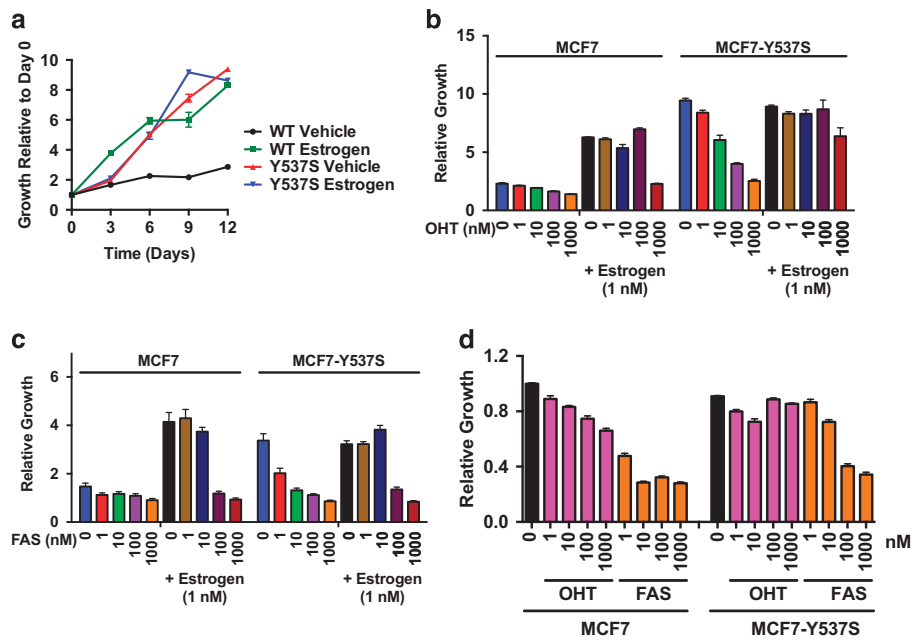 a
Growth Relative to Day 0
10
8
6
4
2
0
0 3 6 9 12
Time (Days)
WT Vehicle
WT Estrogen
Y537S Vehicle
Y537S Estrogen
b
MCF7 MCF7-Y537S
Relative Growth
15
10
5
0
OHT (nM) 0 1 10 100 1000 0 1 10 100 1000 0 1 10 100 1000 0 1 10 100 1000
+ Estrogen + Estrogen
(1 nM) (1 nM)
c
MCF7 MCF7-Y537S
Relative Growth
6
4
2
0
FAS (nM) 0 1 10 100 1000 0 1 10 100 1000 0 1 10 100 1000 0 1 10 100 1000
+ Estrogen + Estrogen
(1 nM) (1 nM)
d
Relative Growth
1.2
0.8
0.4
0.0
0 1 10 100 1000 1 10 100 1000 0 1 10 100 1000 1 10 100 1000 nM
OHT FAS OHT FAS
MCF7 MCF7-Y537S